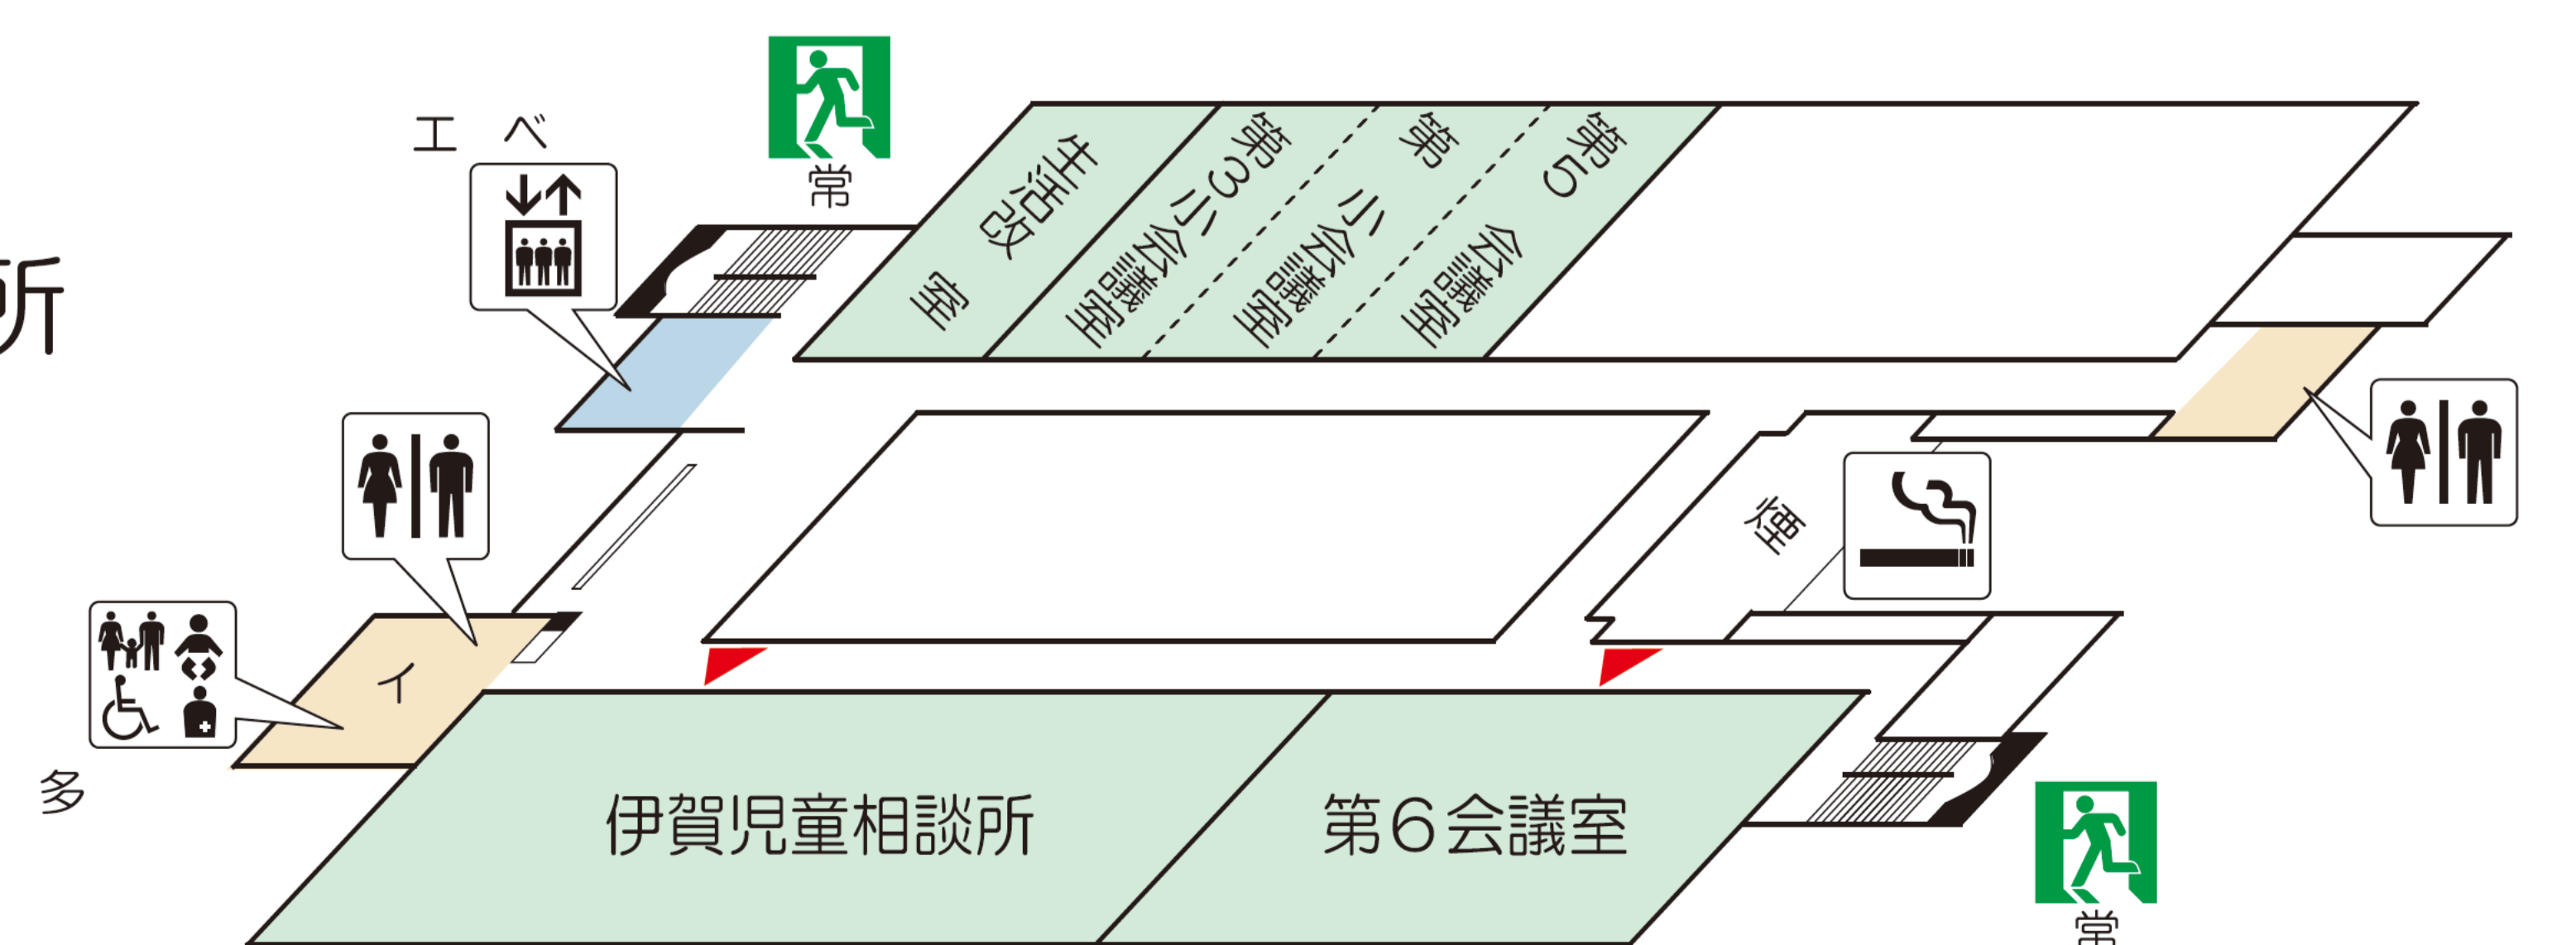 所
エ ベ
常
生活改 室
第3小会議室
第 小会議室
第5 会議室
煙
イ
多
伊賀児童相談所
第6会議室
常